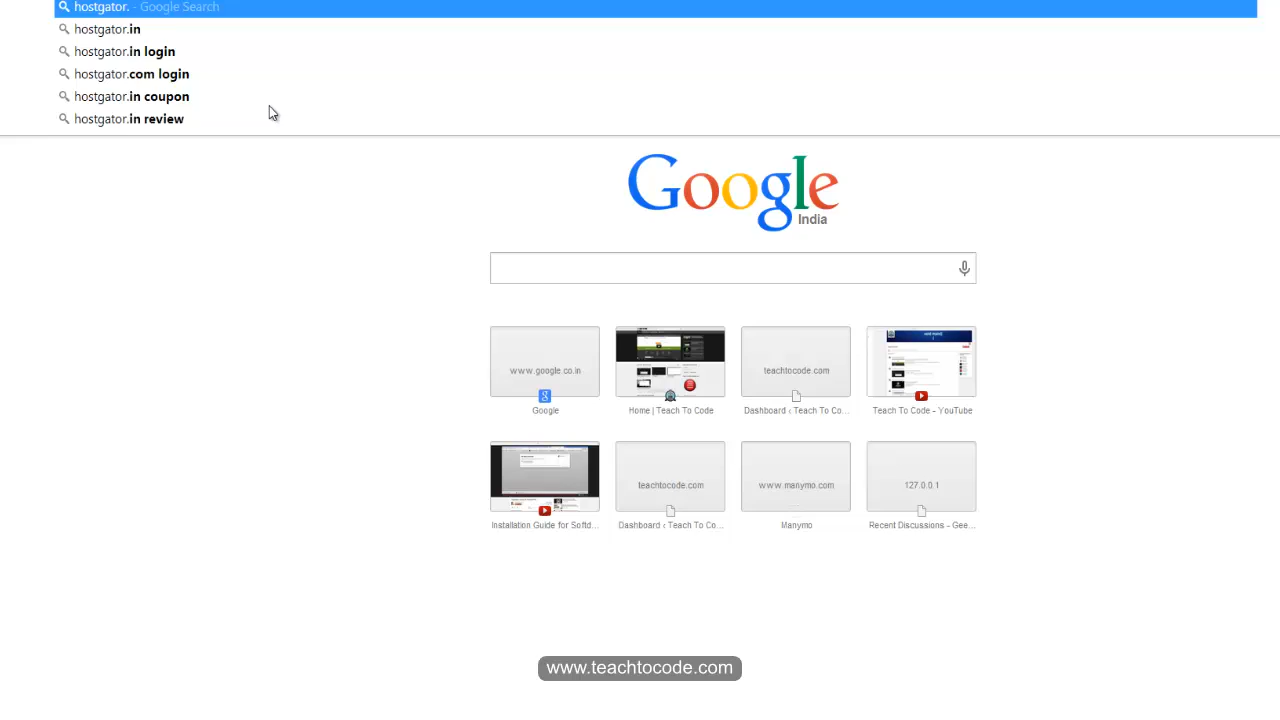 hostgator. - Google Search
hostgator.in
hostgator.in login
hostgator.com login
hostgator.in coupon
hostgator.in review
Google
India
www.google.co.in
teachtocode.com
Google
Home | Teach To Code
Dashboard ‹ Teach To Co...
Teach To Code - YouTube
teachtocode.com
www.manymo.com
127.0.0.1
Installation Guide for Softd...
Dashboard ‹ Teach To Co...
Manymo
Recent Discussions - Gee...
www.teachtocode.com